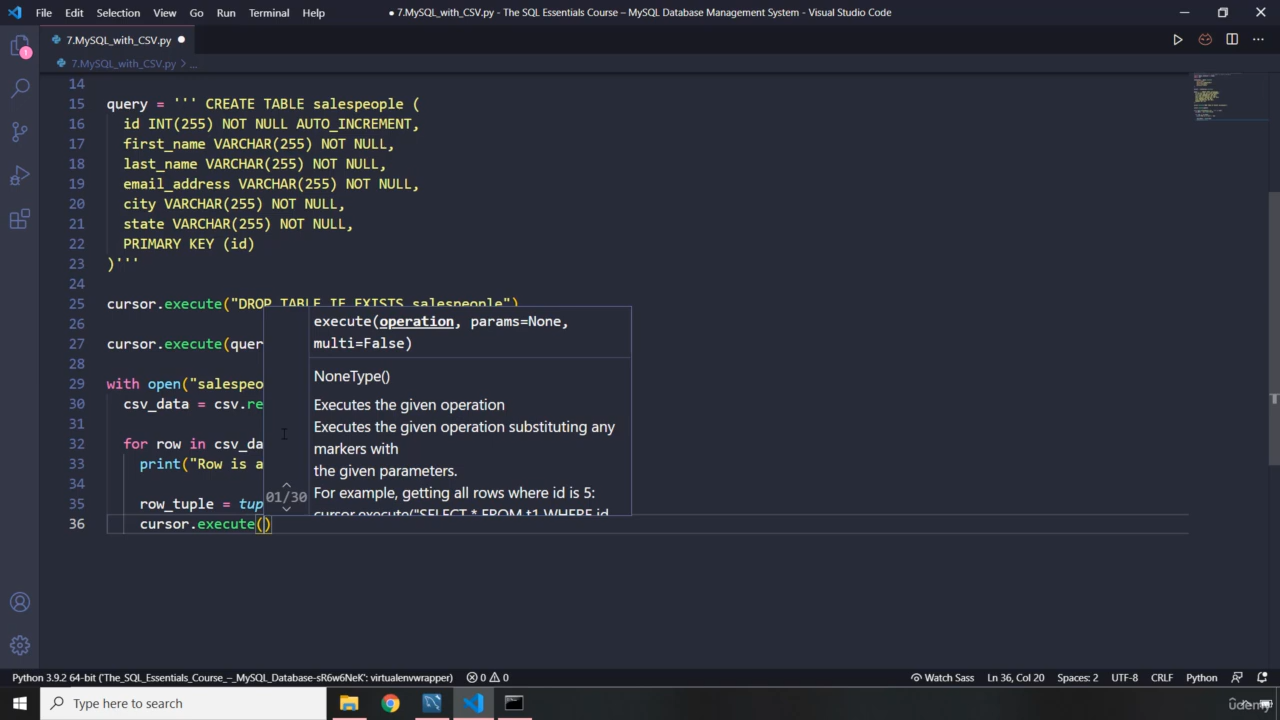 File Edit Selection View Go Run Terminal Help
● 7.MySQL_with_CSV.py - The SQL Essentials Course – MySQL Database Management System - Visual Studio Code
7.MySQL_with_CSV.py ●
7.MySQL_with_CSV.py > ...
1
14
15 query = ''' CREATE TABLE salespeople (
16 id INT(255) NOT NULL AUTO_INCREMENT,
17 first_name VARCHAR(255) NOT NULL,
18 last_name VARCHAR(255) NOT NULL,
19 email_address VARCHAR(255) NOT NULL,
20 city VARCHAR(255) NOT NULL,
21 state VARCHAR(255) NOT NULL,
22 PRIMARY KEY (id)
23 )'''
24
25 cursor.execute("DROP TABLE IF EXISTS salespeople")
26
27 cursor.execute(quer
28
29 with open("salespeo
30 csv_data = csv.re
31
32 for row in csv_da
33 print("Row is a
34
35 row_tuple = tup
36 cursor.execute()
execute(operation, params=None,
multi=False)
NoneType()
Executes the given operation
Executes the given operation substituting any
markers with
the given parameters.
For example, getting all rows where id is 5:
cursor.execute("SELECT * FROM t1 WHERE id
01/30
Python 3.9.2 64-bit ('The_SQL_Essentials_Course_–_MySQL_Database-sR6w6NeK': virtualenvwrapper) 0 0 Watch Sass Ln 36, Col 20 Spaces: 2 UTF-8 CRLF Python
Type here to search
udemy